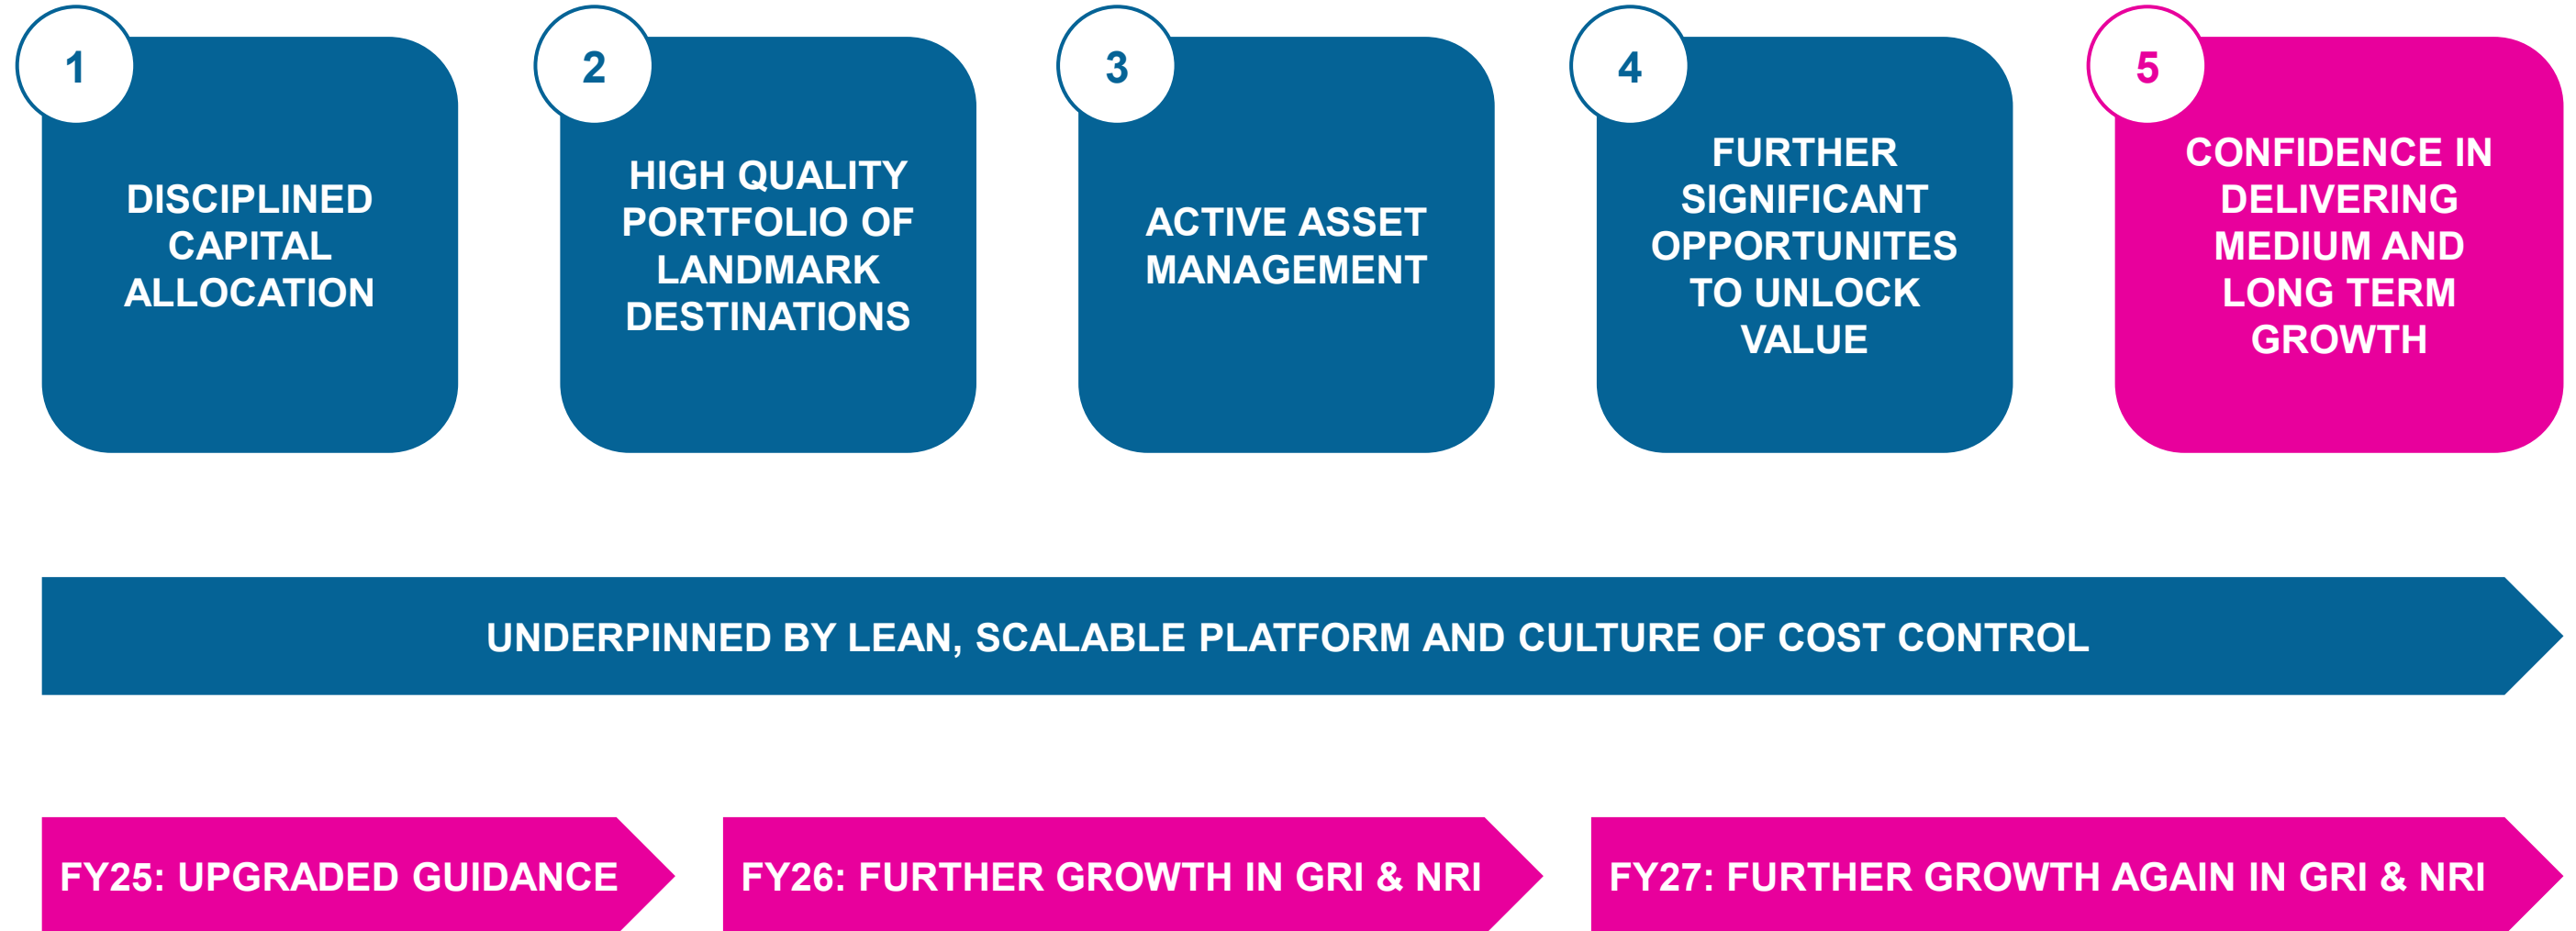 1
DISCIPLINED
CAPITAL
ALLOCATION
2
HIGH QUALITY
PORTFOLIO OF
LANDMARK
DESTINATIONS
3
ACTIVE ASSET
MANAGEMENT
4
FURTHER
SIGNIFICANT
OPPORTUNITES
TO UNLOCK
VALUE
5
CONFIDENCE IN
DELIVERING
MEDIUM AND
LONG TERM
GROWTH
UNDERPINNED BY LEAN, SCALABLE PLATFORM AND CULTURE OF COST CONTROL
FY25: UPGRADED GUIDANCE
FY26: FURTHER GROWTH IN GRI & NRI
FY27: FURTHER GROWTH AGAIN IN GRI & NRI